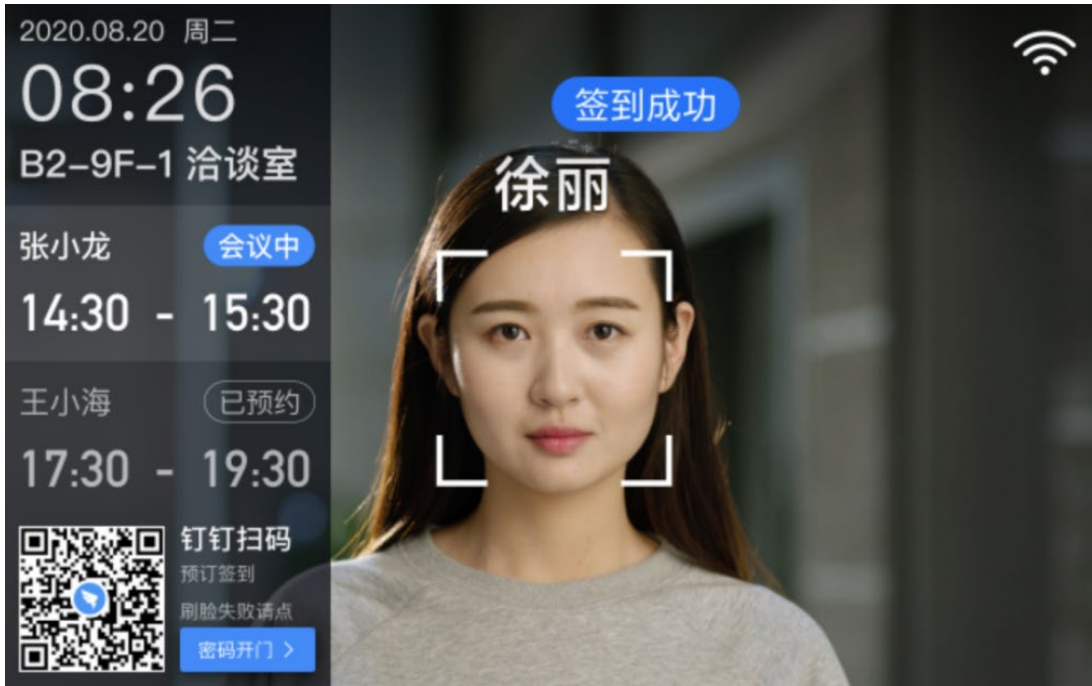 2020.08.20 周二
08:26
B2-9F-1 洽谈室
张小龙 会议中
14:30 - 15:30
王小海 已预约
17:30 - 19:30
钉钉扫码
预订签到
刷脸失败请点
密码开门 >
签到成功
徐丽